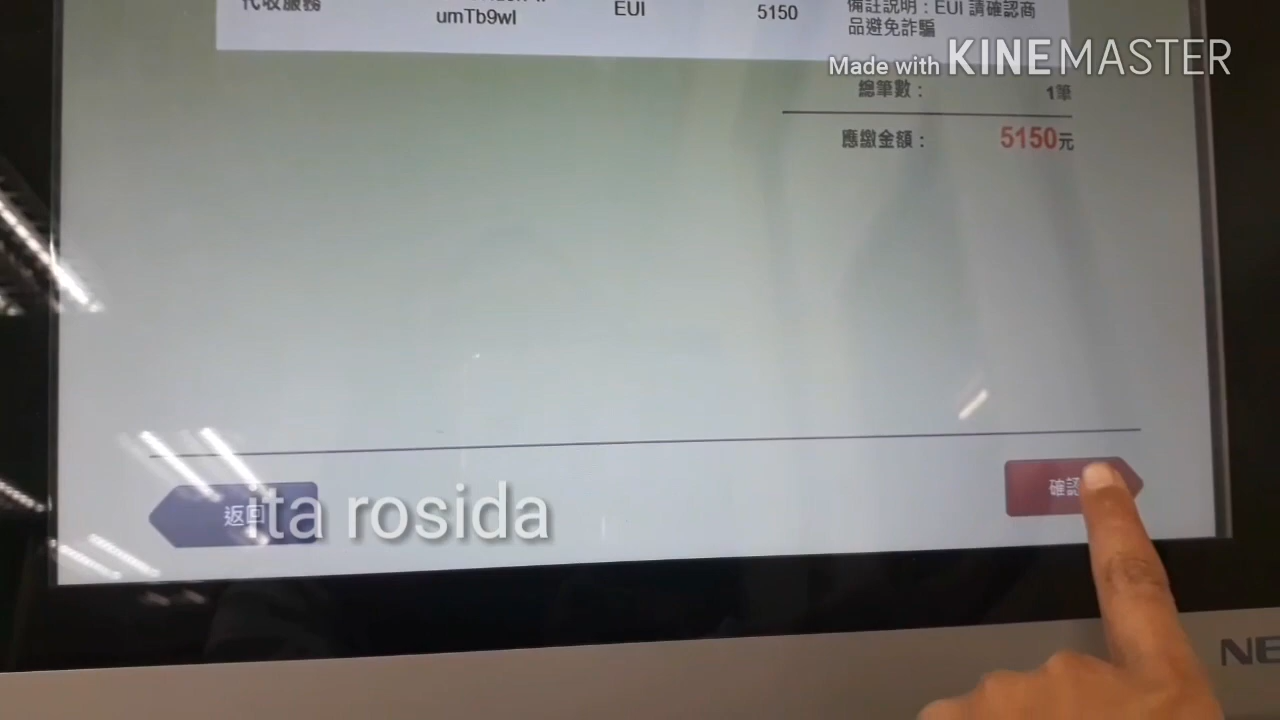 代收服務
umTb9wI
EUI
5150
備註說明：EUI 請確認商
品避免詐騙
Made with KINEMASTER
總筆數： 1筆
應繳金額： 5150元
返回
ita rosida
確認